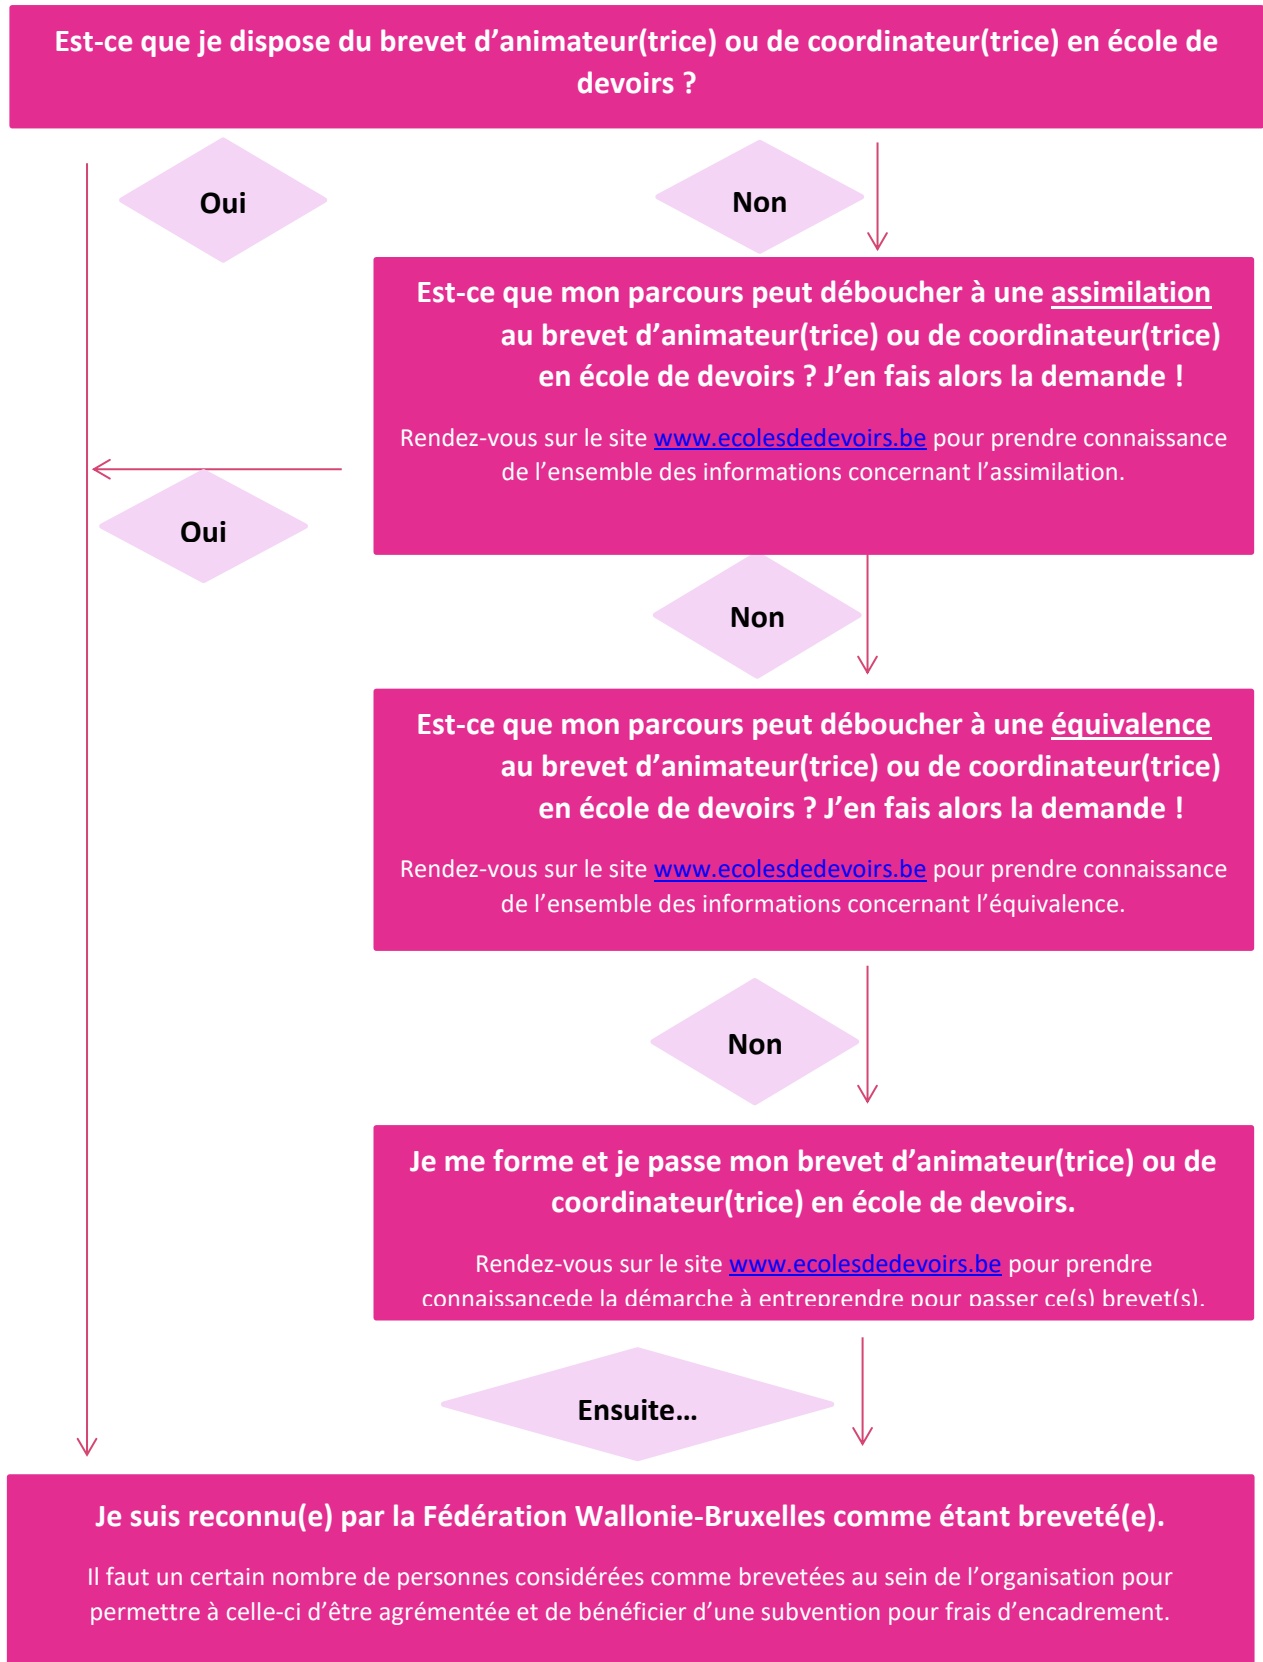 Est-ce que je dispose du brevet d’animateur(trice) ou de coordinateur(trice) en école de
devoirs ?
Oui
Non
Est-ce que mon parcours peut déboucher à une assimilation
au brevet d’animateur(trice) ou de coordinateur(trice)
en école de devoirs ? J’en fais alors la demande !
Rendez-vous sur le site www.ecolesdedevoirs.be pour prendre connaissance
de l’ensemble des informations concernant l’assimilation.
Oui
Non
Est-ce que mon parcours peut déboucher à une équivalence
au brevet d’animateur(trice) ou de coordinateur(trice)
en école de devoirs ? J’en fais alors la demande !
Rendez-vous sur le site www.ecolesdedevoirs.be pour prendre connaissance
de l’ensemble des informations concernant l’équivalence.
Non
Je me forme et je passe mon brevet d’animateur(trice) ou de
coordinateur(trice) en école de devoirs.
Rendez-vous sur le site www.ecolesdedevoirs.be pour prendre
connaissancede la démarche à entreprendre pour passer ce(s) brevet(s).
Ensuite…
Je suis reconnu(e) par la Fédération Wallonie-Bruxelles comme étant breveté(e).
Il faut un certain nombre de personnes considérées comme brevetées au sein de l’organisation pour
permettre à celle-ci d’être agrémentée et de bénéficier d’une subvention pour frais d’encadrement.